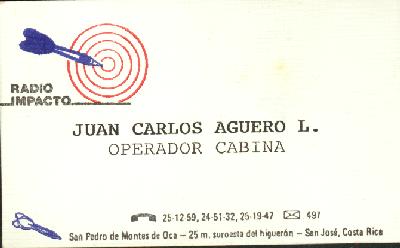 RADIO
IMPACTO
JUAN CARLOS AGUERO L.
OPERADOR CABINA
25-12-59, 24-51-32, 25-19-47 497
San Pedro de Montes de Oca — 25 m. suroeste del higuerón — San José, Costa Rica